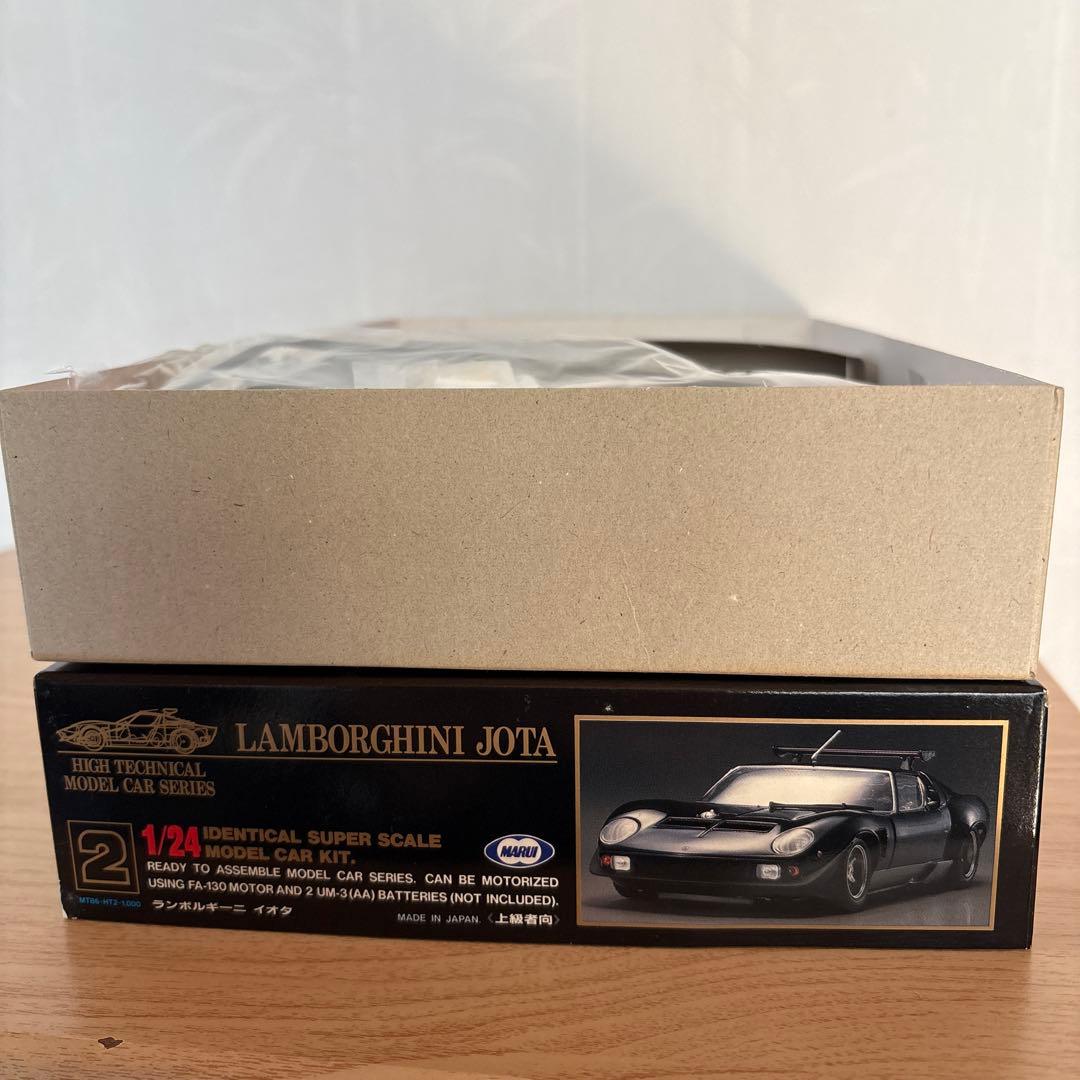 LAMBORGHINI JOTA
HIGH TECHNICAL
MODEL CAR SERIES
2
1/24 IDENTICAL SUPER SCALE
MODEL CAR KIT.
MARUI
READY TO ASSEMBLE MODEL CAR SERIES. CAN BE MOTORIZED
USING FA-130 MOTOR AND 2 UM-3 (AA) BATTERIES (NOT INCLUDED).
MT86-HT2-1,000
ランボルギーニ イオタ
MADE IN JAPAN. 〈上級者向〉